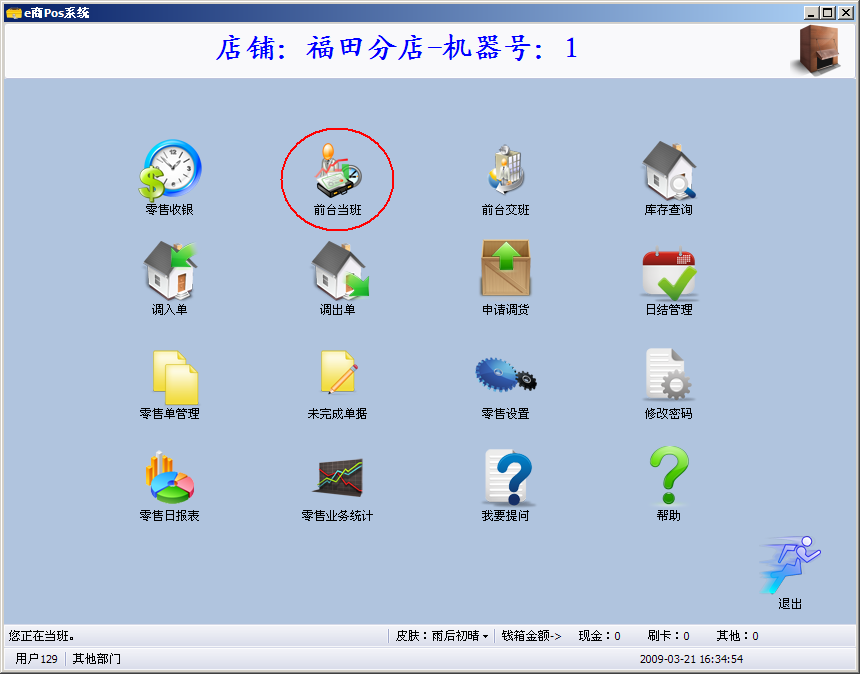 e商Pos系统
店铺：福田分店-机器号：1
零售收银 前台当班 前台交班 库存查询
调入单 调出单 申请调货 日结管理
零售单管理 未完成单据 零售设置 修改密码
零售日报表 零售业务统计 我要提问 帮助
退出
您正在当班。 皮肤：雨后初晴 钱箱金额-> 现金：0 刷卡：0 其他：0
用户129 其他部门 2009-03-21 16:34:54